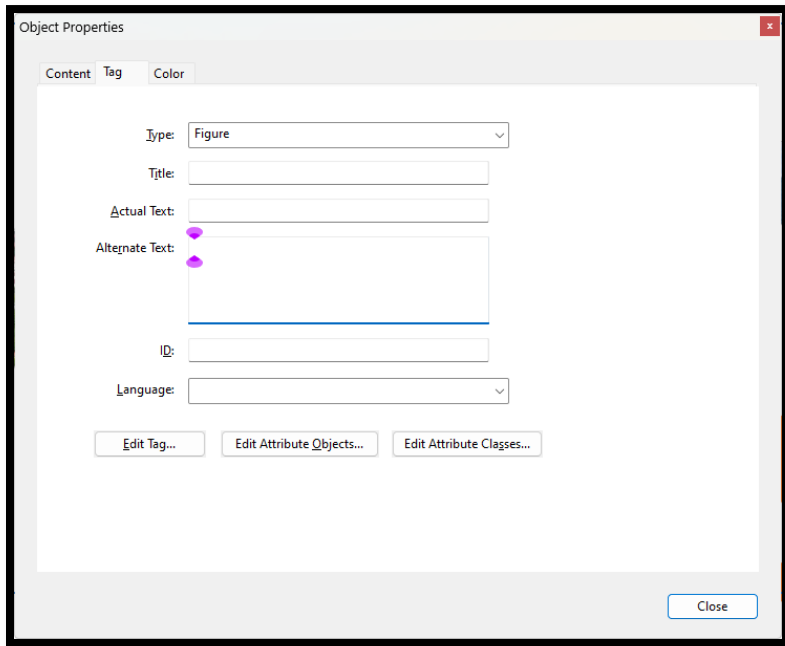 Object Properties
x
Content Tag Color
Type: Figure
Title:
Actual Text:
Alternate Text:
ID:
Language:
Edit Tag... Edit Attribute Objects... Edit Attribute Classes...
Close